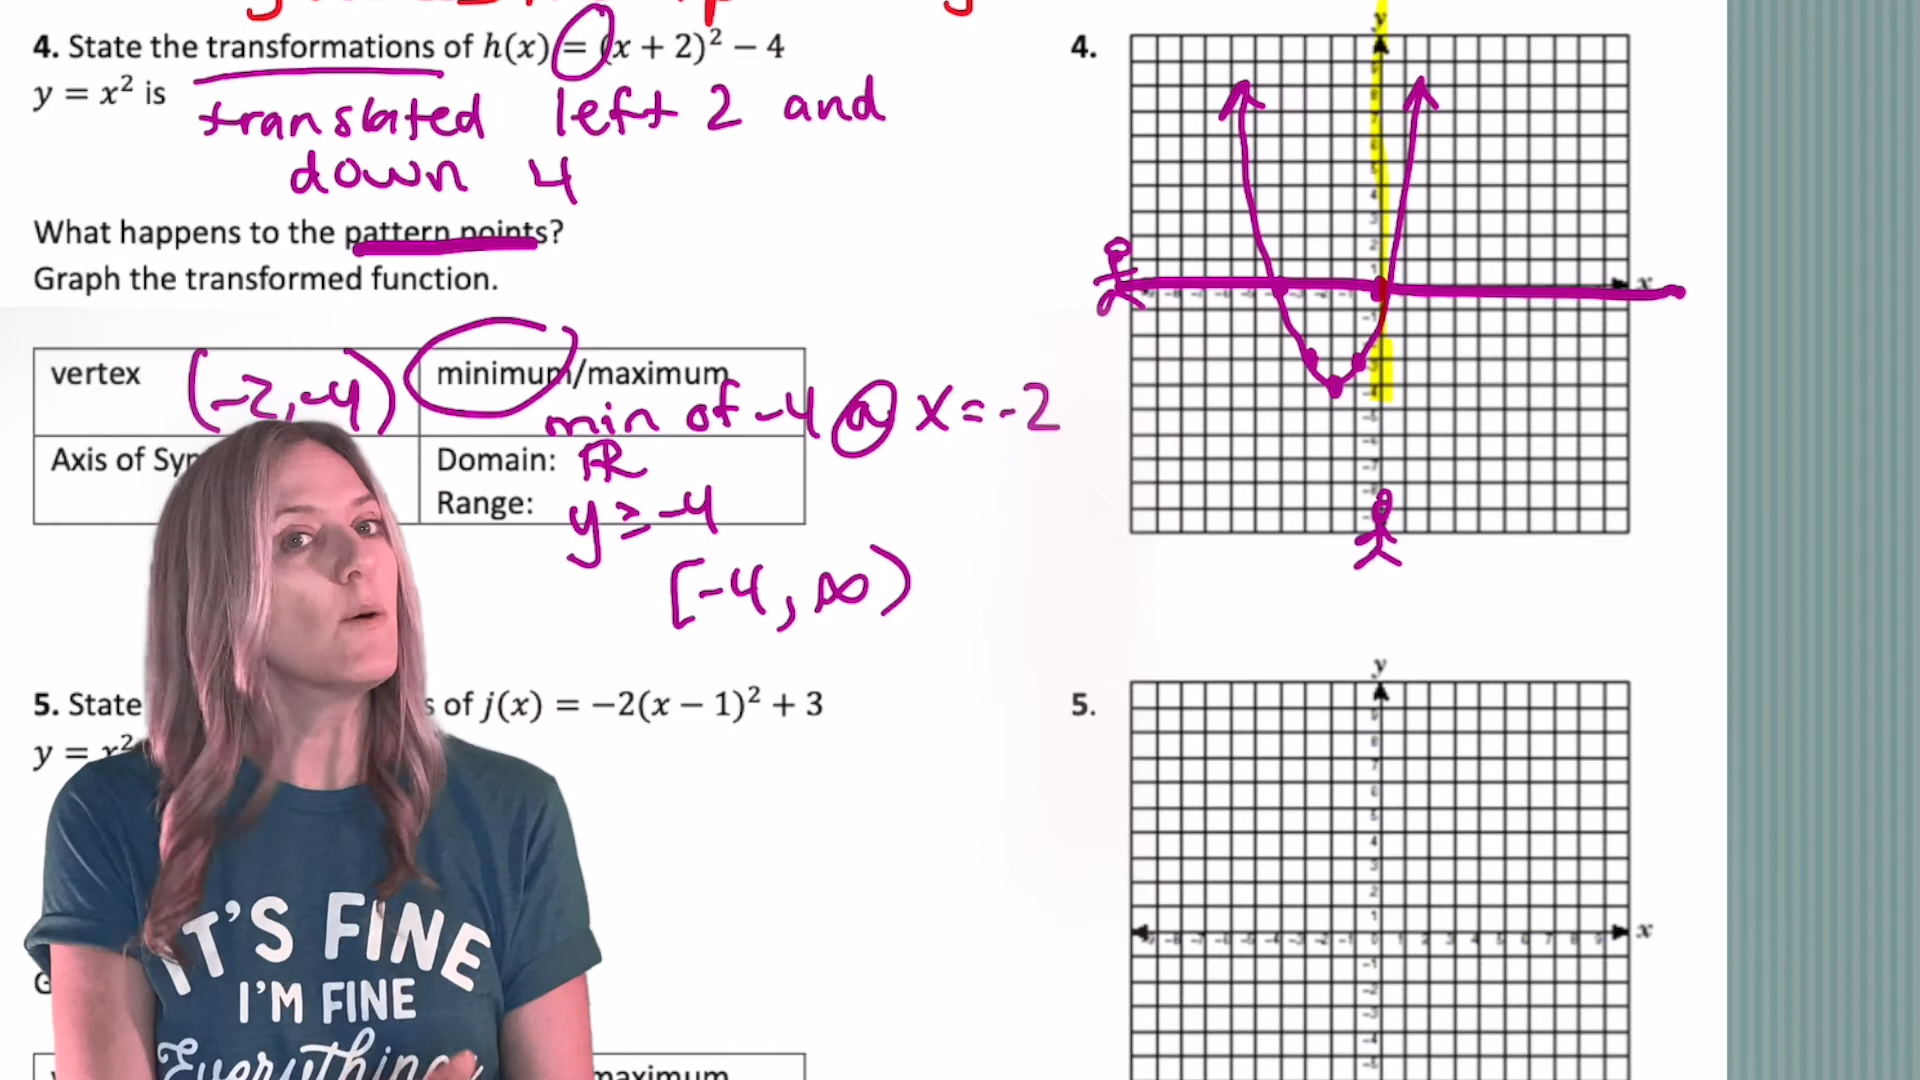 4. State the transformations of h(x) = (x + 2)² − 4
y = x² is
translated left 2 and
down 4
What happens to the pattern points?
Graph the transformed function.
vertex (-2,-4)
minimum/maximum
min of -4 @ x = -2
Axis of
Domain: ℝ
Range: y ≥ -4
[-4, ∞)
4.
y
x
5. State of j(x) = −2(x − 1)² + 3
y = x²
IT'S FINE
I'M FINE
Everything
maximum
5.
y
x